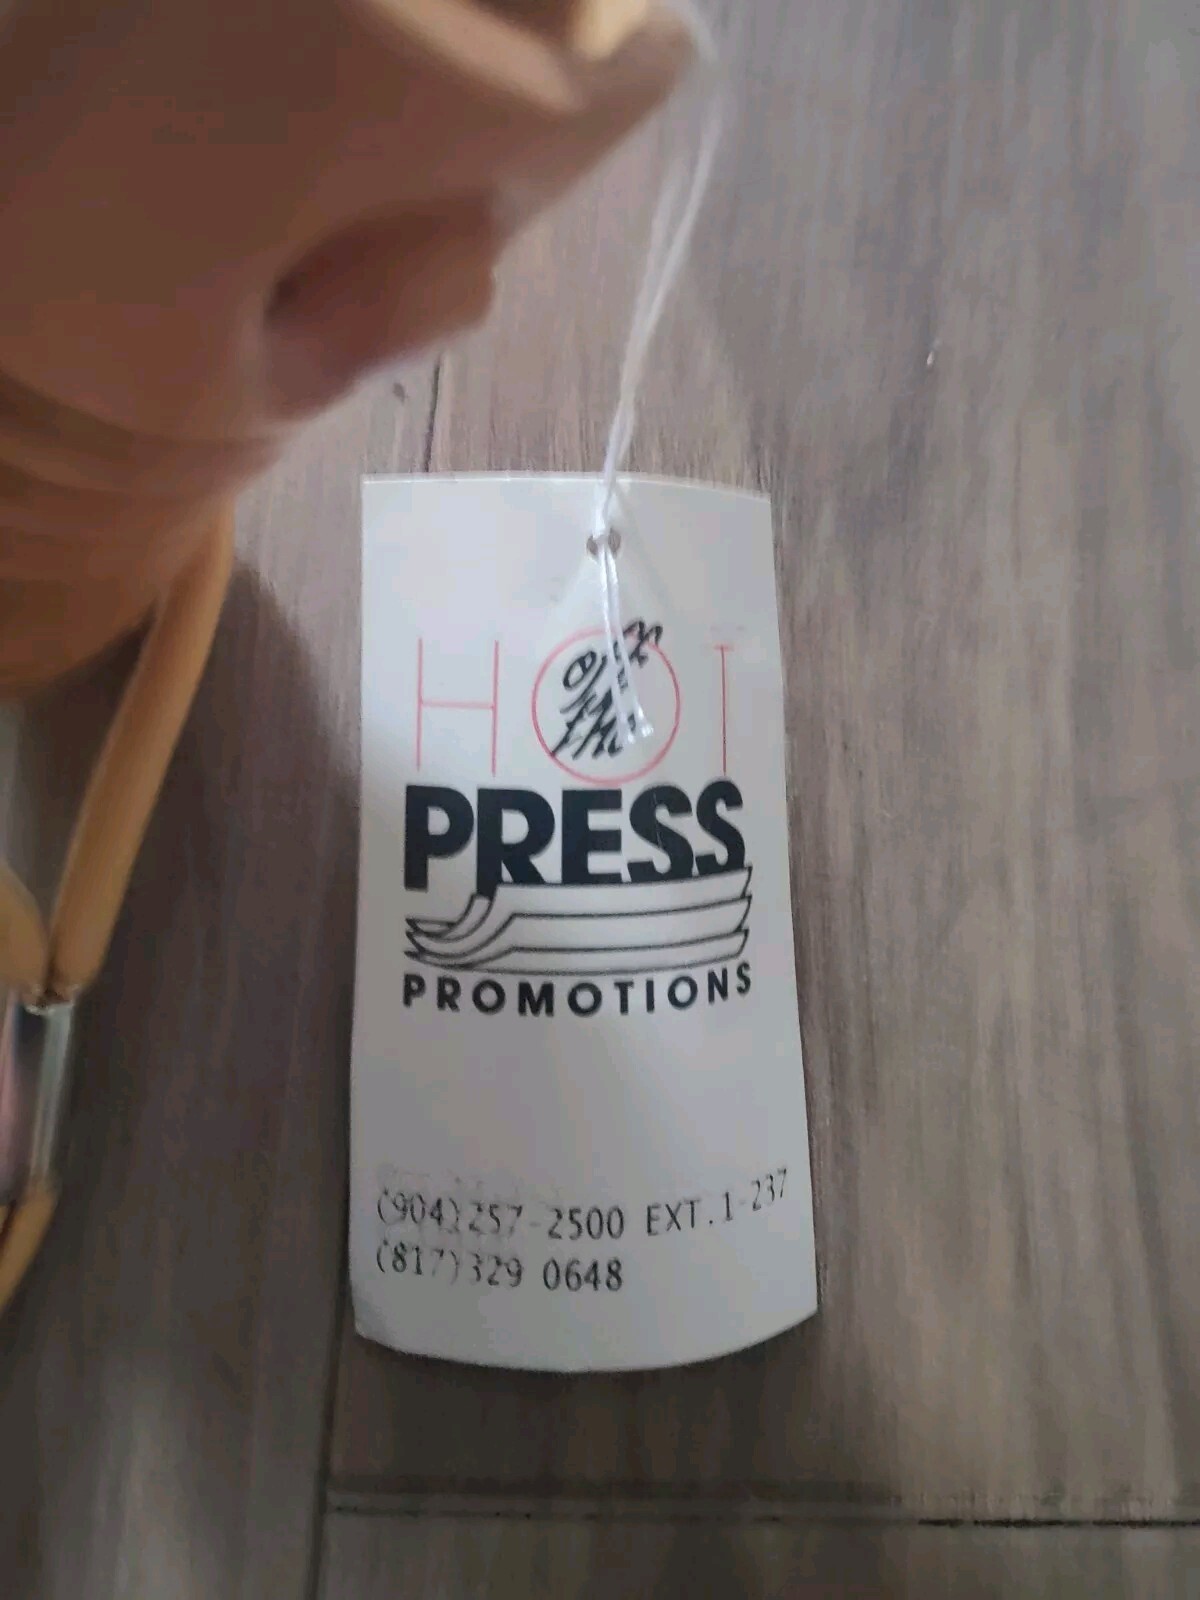 HOT
PRESS
PROMOTIONS
(904)257-2500 EXT.1-237
(817)329 0648